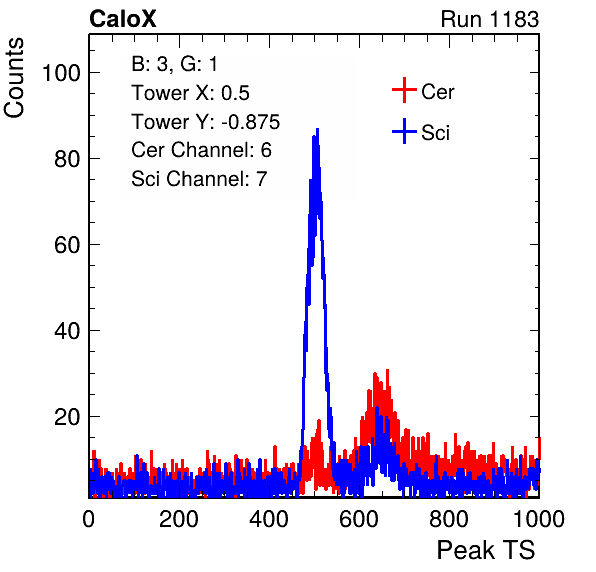 CaloX Run 1183
Counts
B: 3, G: 1
Tower X: 0.5
Tower Y: -0.875
Cer Channel: 6
Sci Channel: 7
Cer
Sci
100
80
60
40
20
0 200 400 600 800 1000
Peak TS